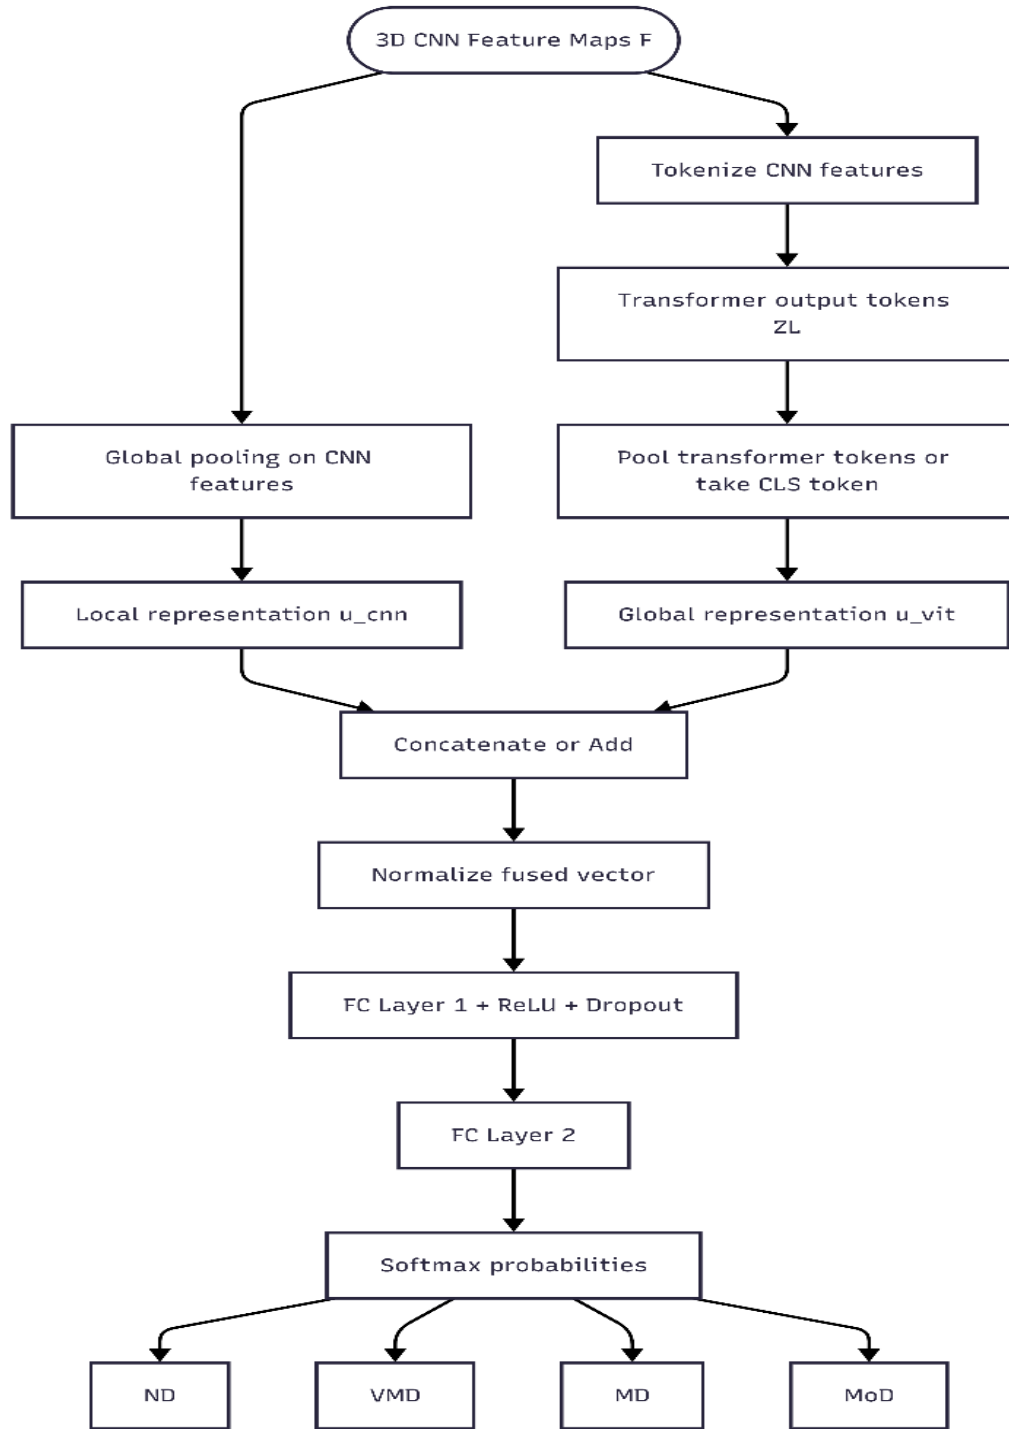 3D CNN Feature Maps F
Tokenize CNN features
Transformer output tokens
ZL
Global pooling on CNN
features
Pool transformer tokens or
take CLS token
Local representation u_cnn
Global representation u_vit
Concatenate or Add
Normalize fused vector
FC Layer 1 + ReLU + Dropout
FC Layer 2
Softmax probabilities
ND
VMD
MD
MoD